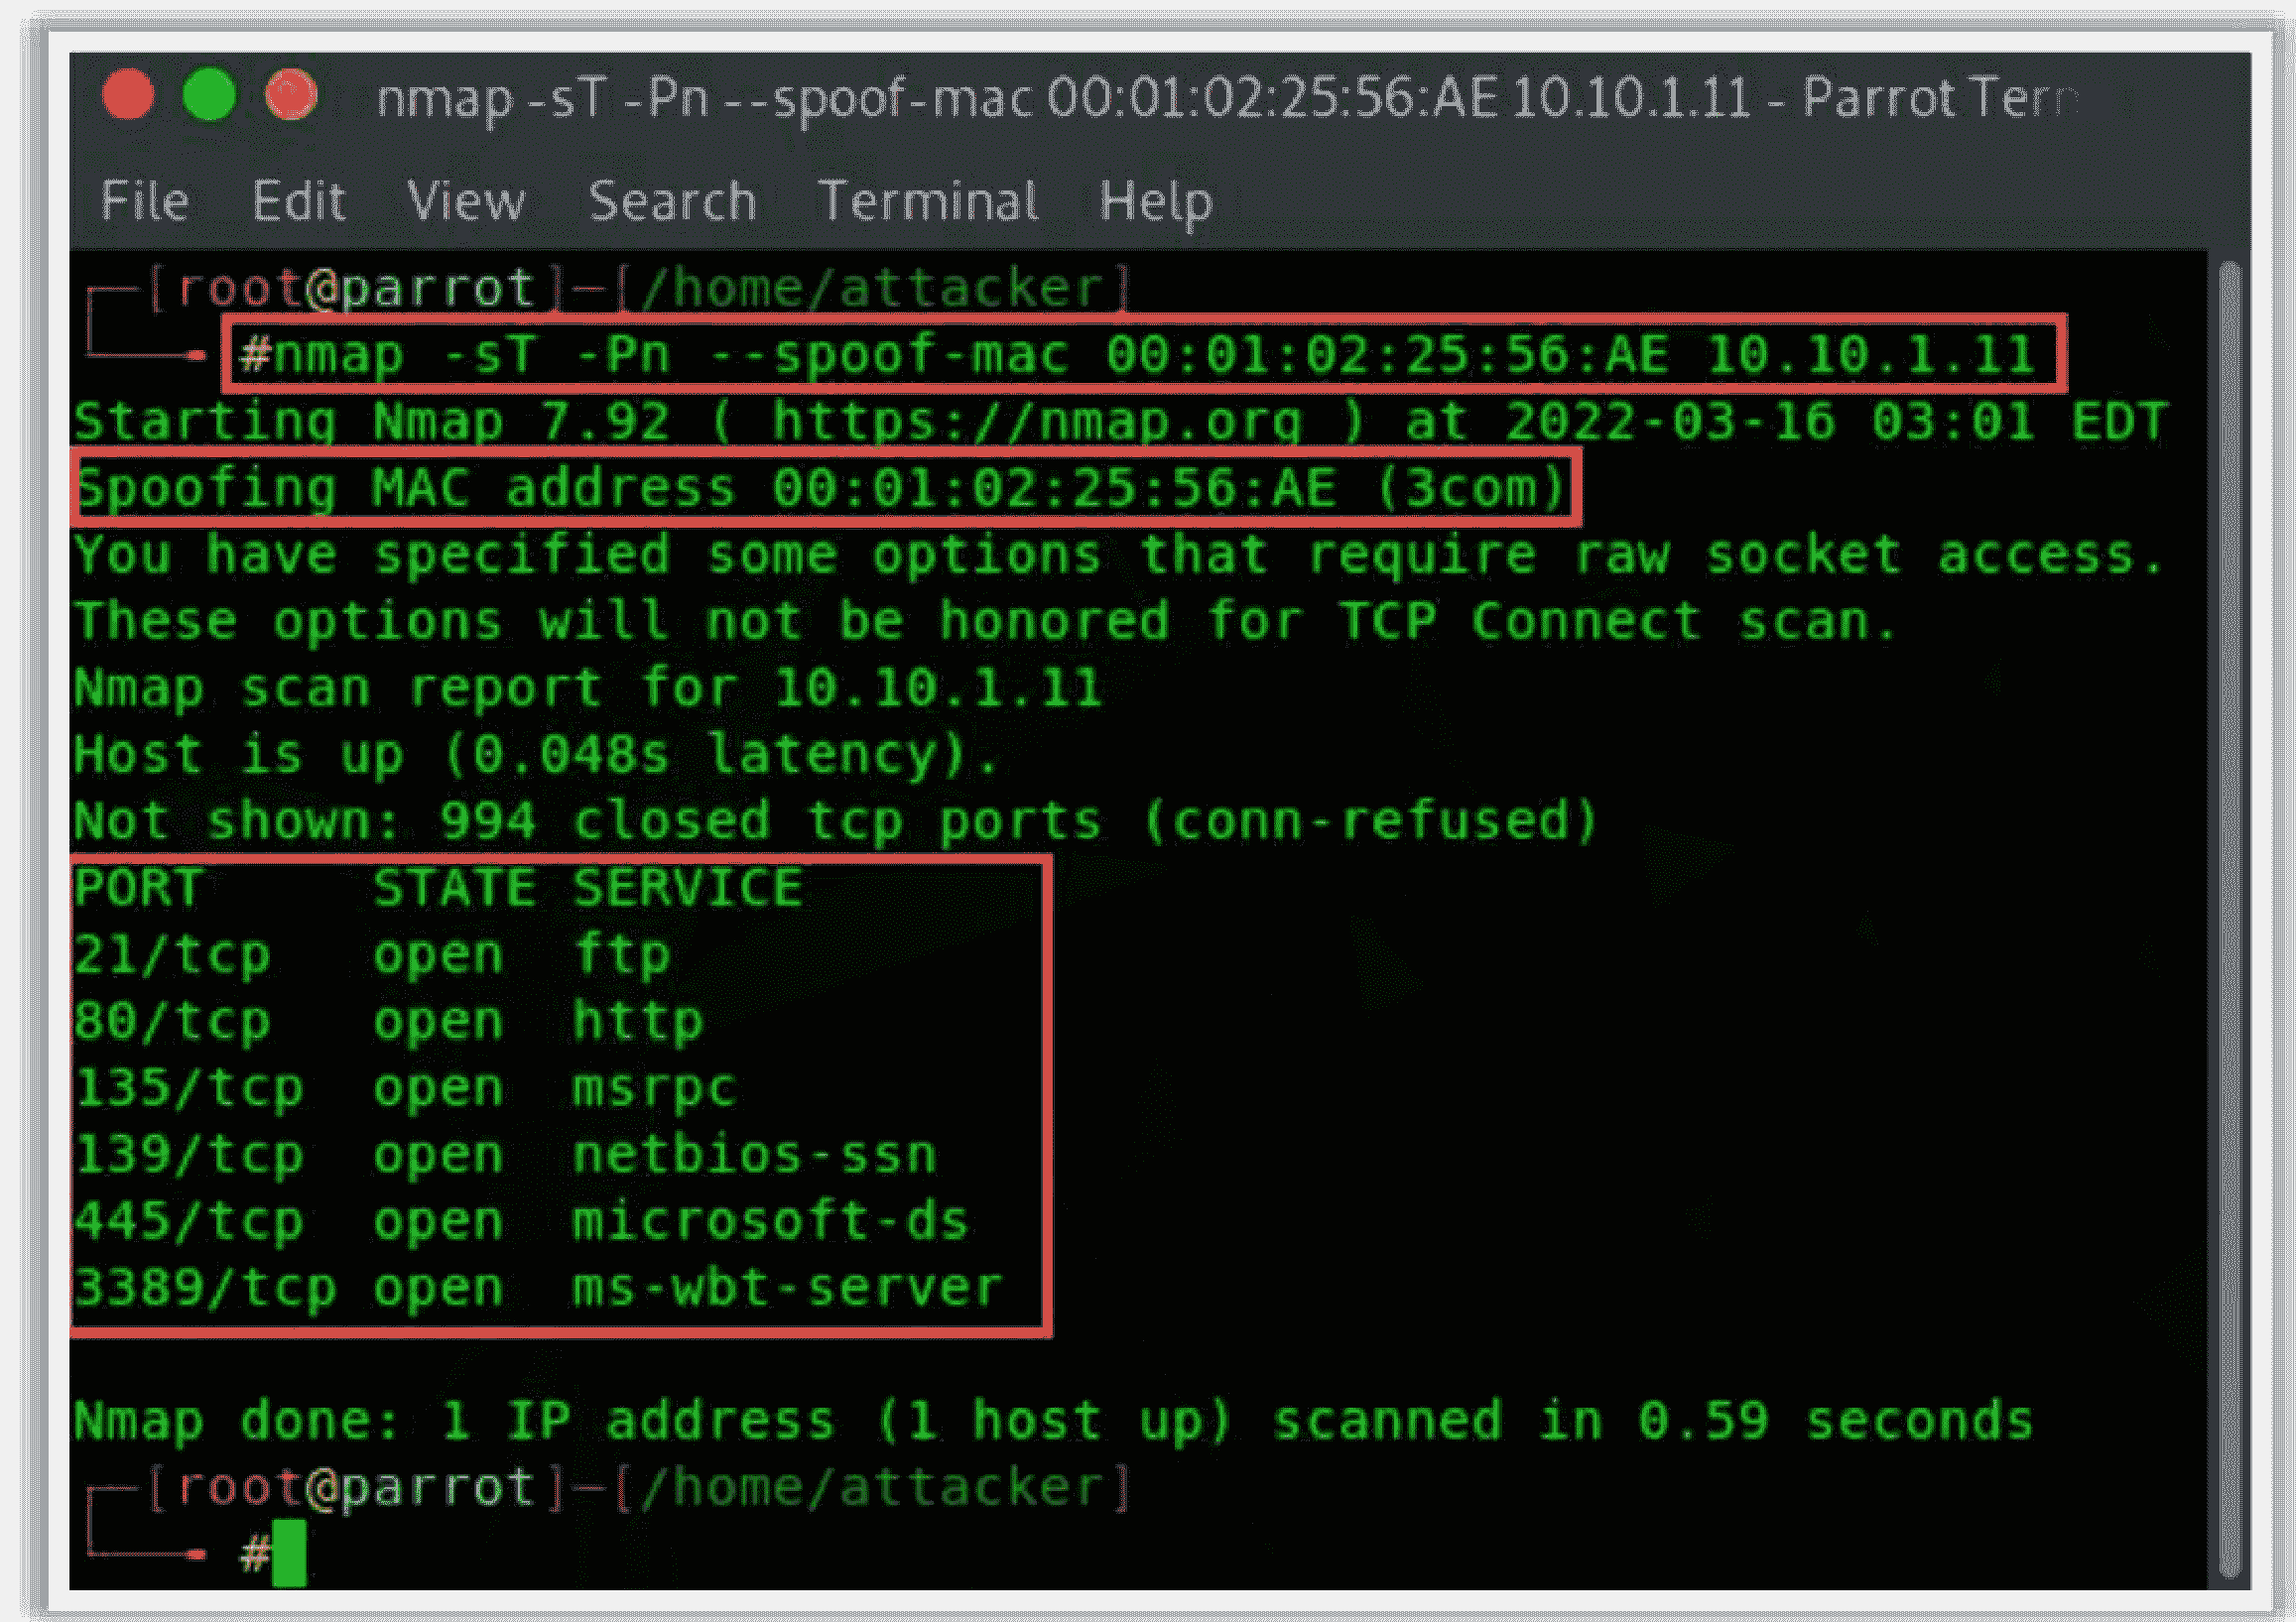 nmap -sT -Pn --spoof-mac 00:01:02:25:56:AE 10.10.1.11 - Parrot Tern
File Edit View Search Terminal Help
[root@parrot]─[/home/attacker]
#nmap -sT -Pn --spoof-mac 00:01:02:25:56:AE 10.10.1.11
Starting Nmap 7.92 ( https://nmap.org ) at 2022-03-16 03:01 EDT
Spoofing MAC address 00:01:02:25:56:AE (3com)
You have specified some options that require raw socket access.
These options will not be honored for TCP Connect scan.
Nmap scan report for 10.10.1.11
Host is up (0.048s latency).
Not shown: 994 closed tcp ports (conn-refused)
PORT STATE SERVICE
21/tcp open ftp
80/tcp open http
135/tcp open msrpc
139/tcp open netbios-ssn
445/tcp open microsoft-ds
3389/tcp open ms-wbt-server
Nmap done: 1 IP address (1 host up) scanned in 0.59 seconds
[root@parrot]─[/home/attacker]
#